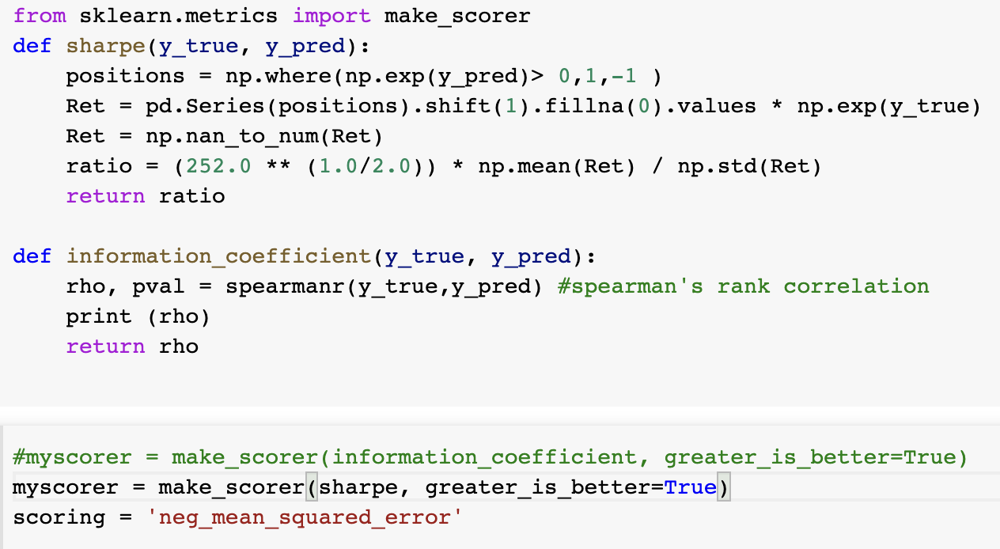 from sklearn.metrics import make_scorer
def sharpe(y_true, y_pred):
    positions = np.where(np.exp(y_pred)> 0,1,-1 )
    Ret = pd.Series(positions).shift(1).fillna(0).values * np.exp(y_true)
    Ret = np.nan_to_num(Ret)
    ratio = (252.0 ** (1.0/2.0)) * np.mean(Ret) / np.std(Ret)
    return ratio

def information_coefficient(y_true, y_pred):
    rho, pval = spearmanr(y_true,y_pred) #spearman's rank correlation
    print (rho)
    return rho

#myscorer = make_scorer(information_coefficient, greater_is_better=True)
myscorer = make_scorer(sharpe, greater_is_better=True)
scoring = 'neg_mean_squared_error'